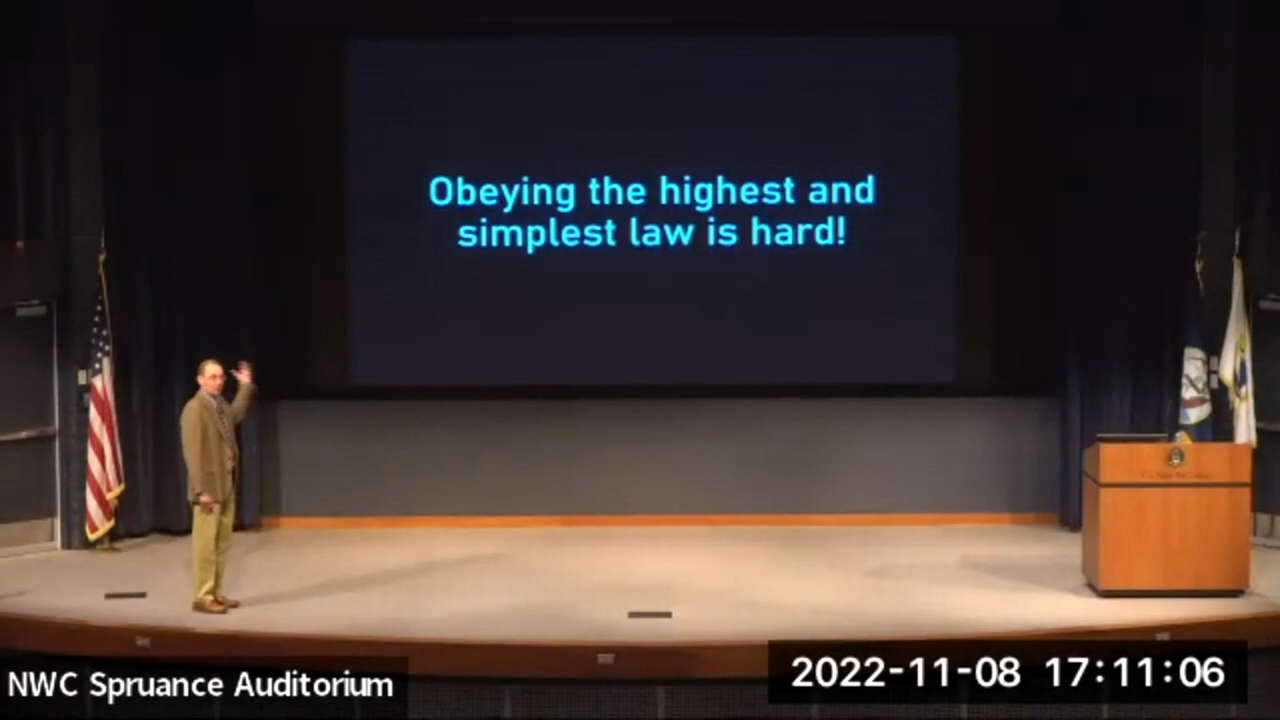 Obeying the highest and
simplest law is hard!
NWC Spruance Auditorium
2022-11-08 17:11:06